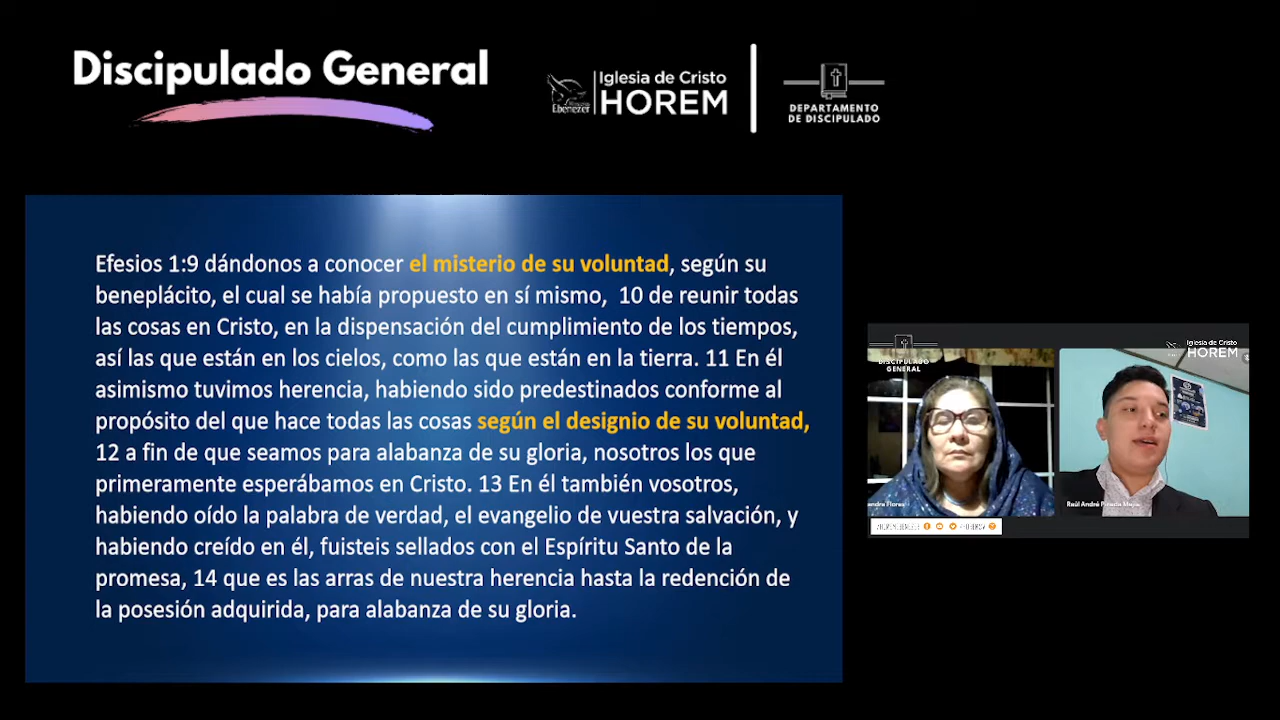 Discipulado General
Ebenezer
Iglesia de Cristo
HOREM
DEPARTAMENTO
DE DISCIPULADO
Efesios 1:9 dándonos a conocer el misterio de su voluntad, según su
beneplácito, el cual se había propuesto en sí mismo,  10 de reunir todas
las cosas en Cristo, en la dispensación del cumplimiento de los tiempos,
así las que están en los cielos, como las que están en la tierra. 11 En él
asimismo tuvimos herencia, habiendo sido predestinados conforme al
propósito del que hace todas las cosas según el designio de su voluntad,
12 a fin de que seamos para alabanza de su gloria, nosotros los que
primeramente esperábamos en Cristo. 13 En él también vosotros,
habiendo oído la palabra de verdad, el evangelio de vuestra salvación, y
habiendo creído en él, fuisteis sellados con el Espíritu Santo de la
promesa, 14 que es las arras de nuestra herencia hasta la redención de
la posesión adquirida, para alabanza de su gloria.
DISCIPULADO
GENERAL
Iglesia de Cristo
HOREM
Flores
Raúl André